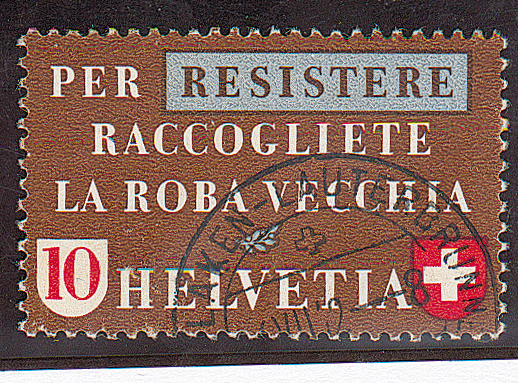 PER RESISTERE
RACCOGLIETE
LA ROBA VECCHIA
10 HELVETIA